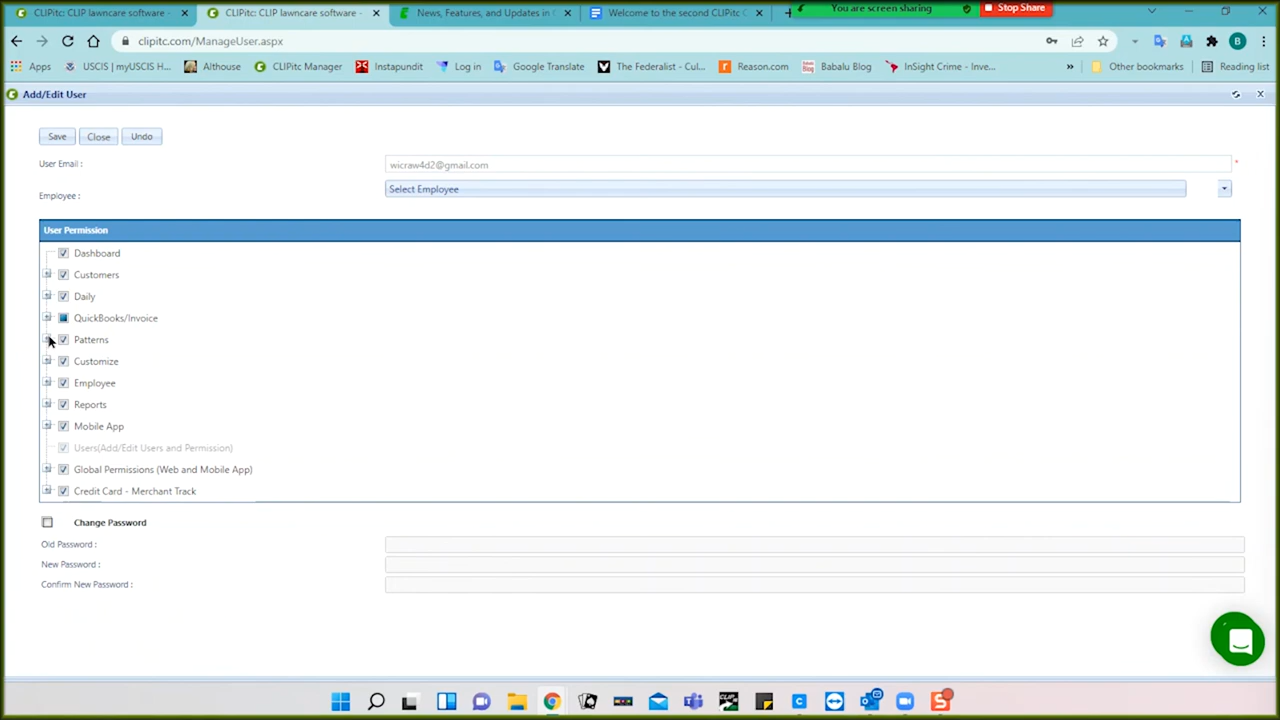 CLIPitc: CLIP lawncare software -
CLIPitc: CLIP lawncare software -
News, Features, and Updates in C
Welcome to the second CLIPitc C
You are screen sharing
Stop Share
clipitc.com/ManageUser.aspx
Apps
USCIS | myUSCIS H...
Althouse
CLIPitc Manager
Instapundit
Log in
Google Translate
The Federalist - Cul...
Reason.com
Babalu Blog
InSight Crime - Inve...
»
Other bookmarks
Reading list
Add/Edit User
Save
Close
Undo
User Email :
wicraw4d2@gmail.com
*
Employee :
Select Employee
User Permission
Dashboard
Customers
Daily
QuickBooks/Invoice
Patterns
Customize
Employee
Reports
Mobile App
Users(Add/Edit Users and Permission)
Global Permissions (Web and Mobile App)
Credit Card - Merchant Track
Change Password
Old Password :
New Password :
Confirm New Password :